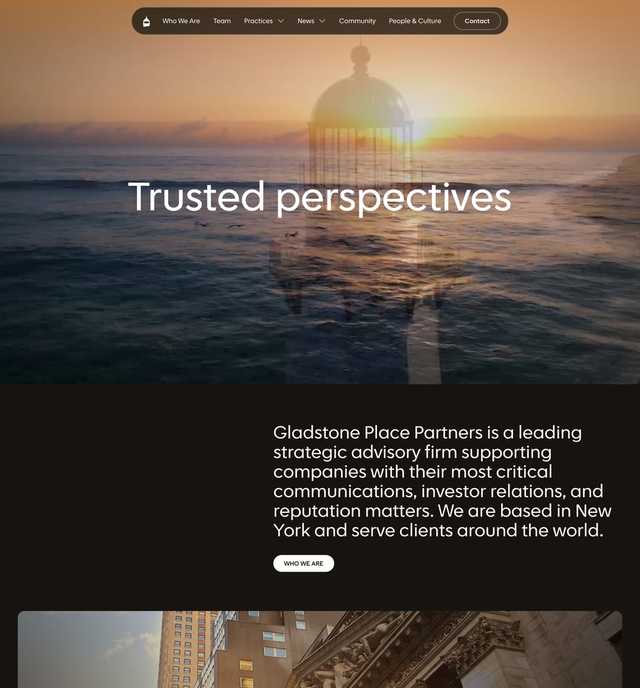 Who We Are
Team
Practices
News
Community
People & Culture
Contact
Trusted perspectives
Gladstone Place Partners is a leading
strategic advisory firm supporting
companies with their most critical
communications, investor relations, and
reputation matters. We are based in New
York and serve clients around the world.
WHO WE ARE